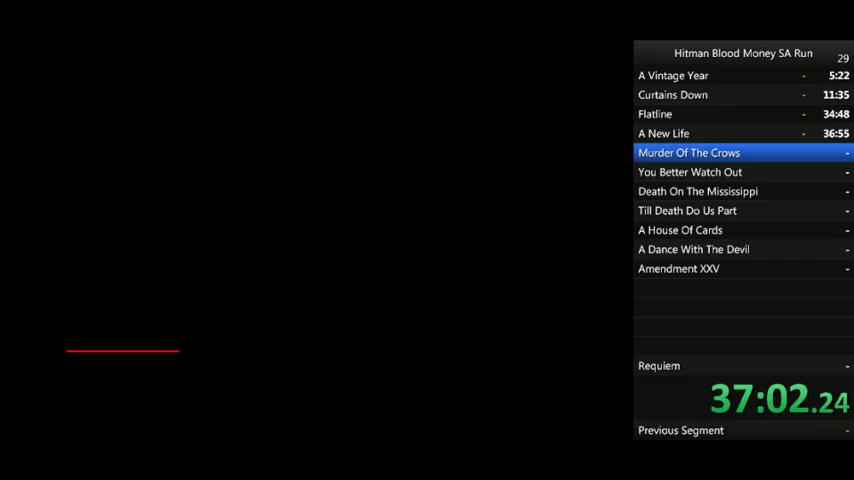 Hitman Blood Money SA Run 29
A Vintage Year - 5:22
Curtains Down - 11:35
Flatline - 34:48
A New Life - 36:55
Murder Of The Crows -
You Better Watch Out -
Death On The Mississippi -
Till Death Do Us Part -
A House Of Cards -
A Dance With The Devil -
Amendment XXV -
Requiem -
37:02.24
Previous Segment -